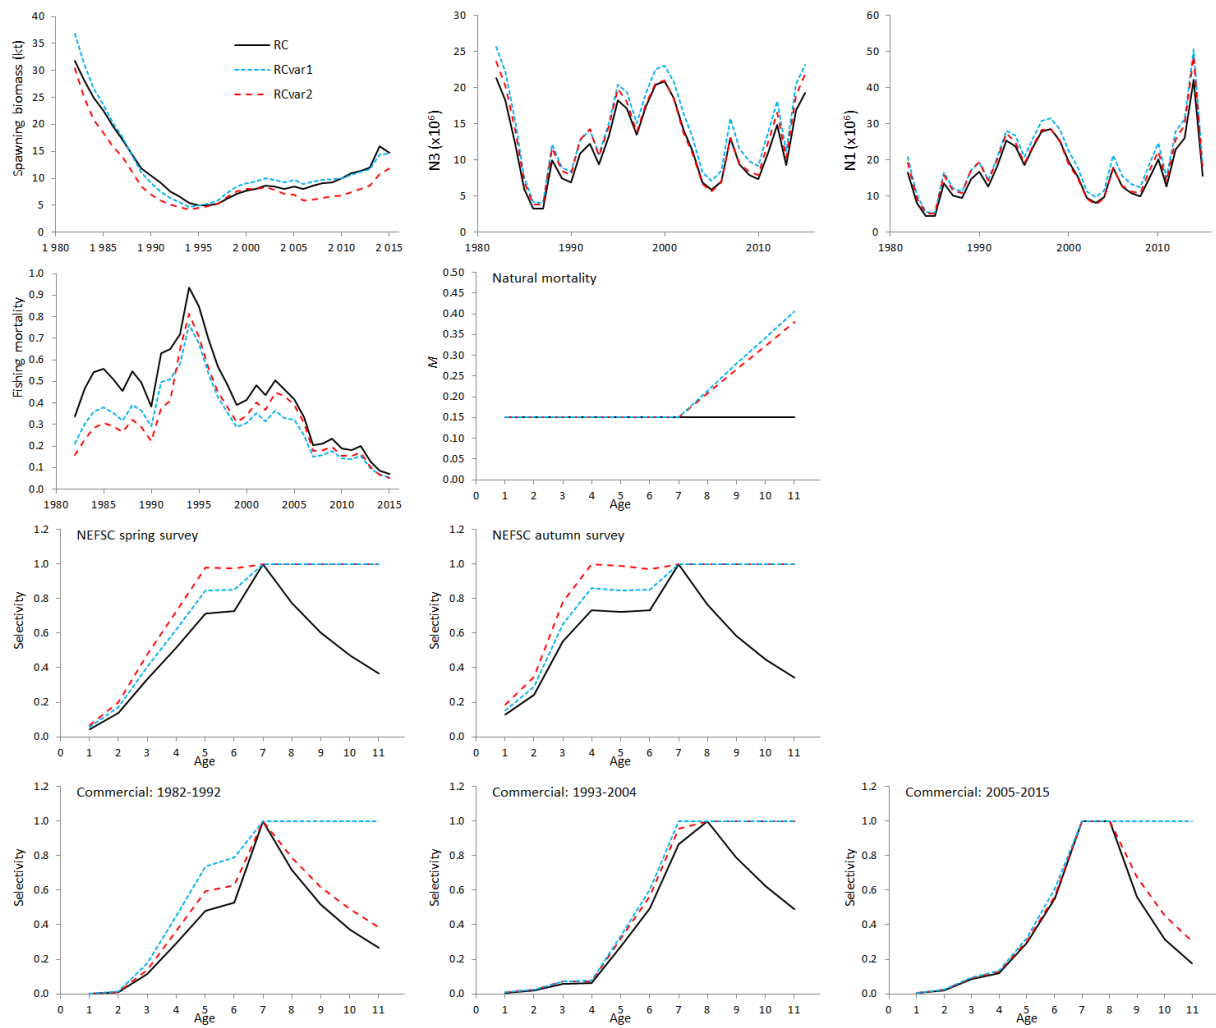 Spawning biomass (kt)
40
35
30
25
20
15
10
5
0
1 980 1 985 1 990 1 995 2 000 2 005 2 010 2 015
RC
RCvar1
RCvar2
N3 (x10⁶)
30
25
20
15
10
5
0
1980 1990 2000 2010
N1 (x10⁶)
60
50
40
30
20
10
0
1980 1990 2000 2010
Fishing mortality
1.0
0.9
0.8
0.7
0.6
0.5
0.4
0.3
0.2
0.1
0.0
1980 1985 1990 1995 2000 2005 2010 2015
Natural mortality
M
0.50
0.45
0.40
0.35
0.30
0.25
0.20
0.15
0.10
0.05
0.00
0 1 2 3 4 5 6 7 8 9 10 11
Age
NEFSC spring survey
Selectivity
1.2
1.0
0.8
0.6
0.4
0.2
0.0
0 1 2 3 4 5 6 7 8 9 10 11
Age
NEFSC autumn survey
Selectivity
1.2
1.0
0.8
0.6
0.4
0.2
0.0
0 1 2 3 4 5 6 7 8 9 10 11
Age
Commercial: 1982-1992
Selectivity
1.2
1.0
0.8
0.6
0.4
0.2
0.0
0 1 2 3 4 5 6 7 8 9 10 11
Age
Commercial: 1993-2004
Selectivity
1.2
1.0
0.8
0.6
0.4
0.2
0.0
0 1 2 3 4 5 6 7 8 9 10 11
Age
Commercial: 2005-2015
Selectivity
1.2
1.0
0.8
0.6
0.4
0.2
0.0
0 1 2 3 4 5 6 7 8 9 10 11
Age